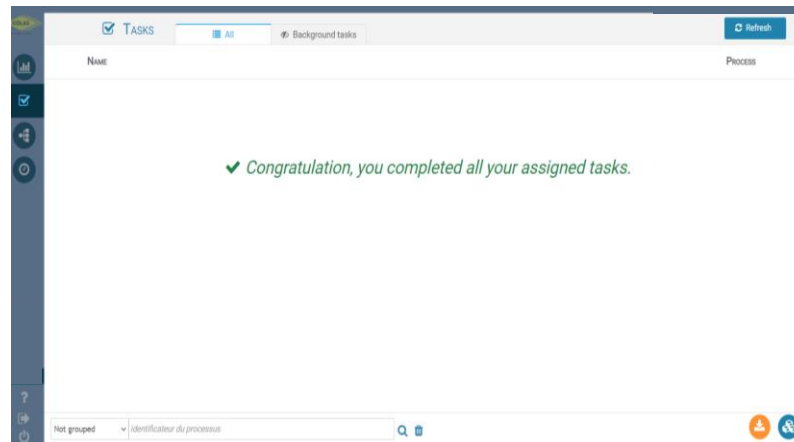 TASKS
All
Background tasks
Refresh
NAME
PROCESS
✔ Congratulation, you completed all your assigned tasks.
?
Not grouped
identificateur du processus